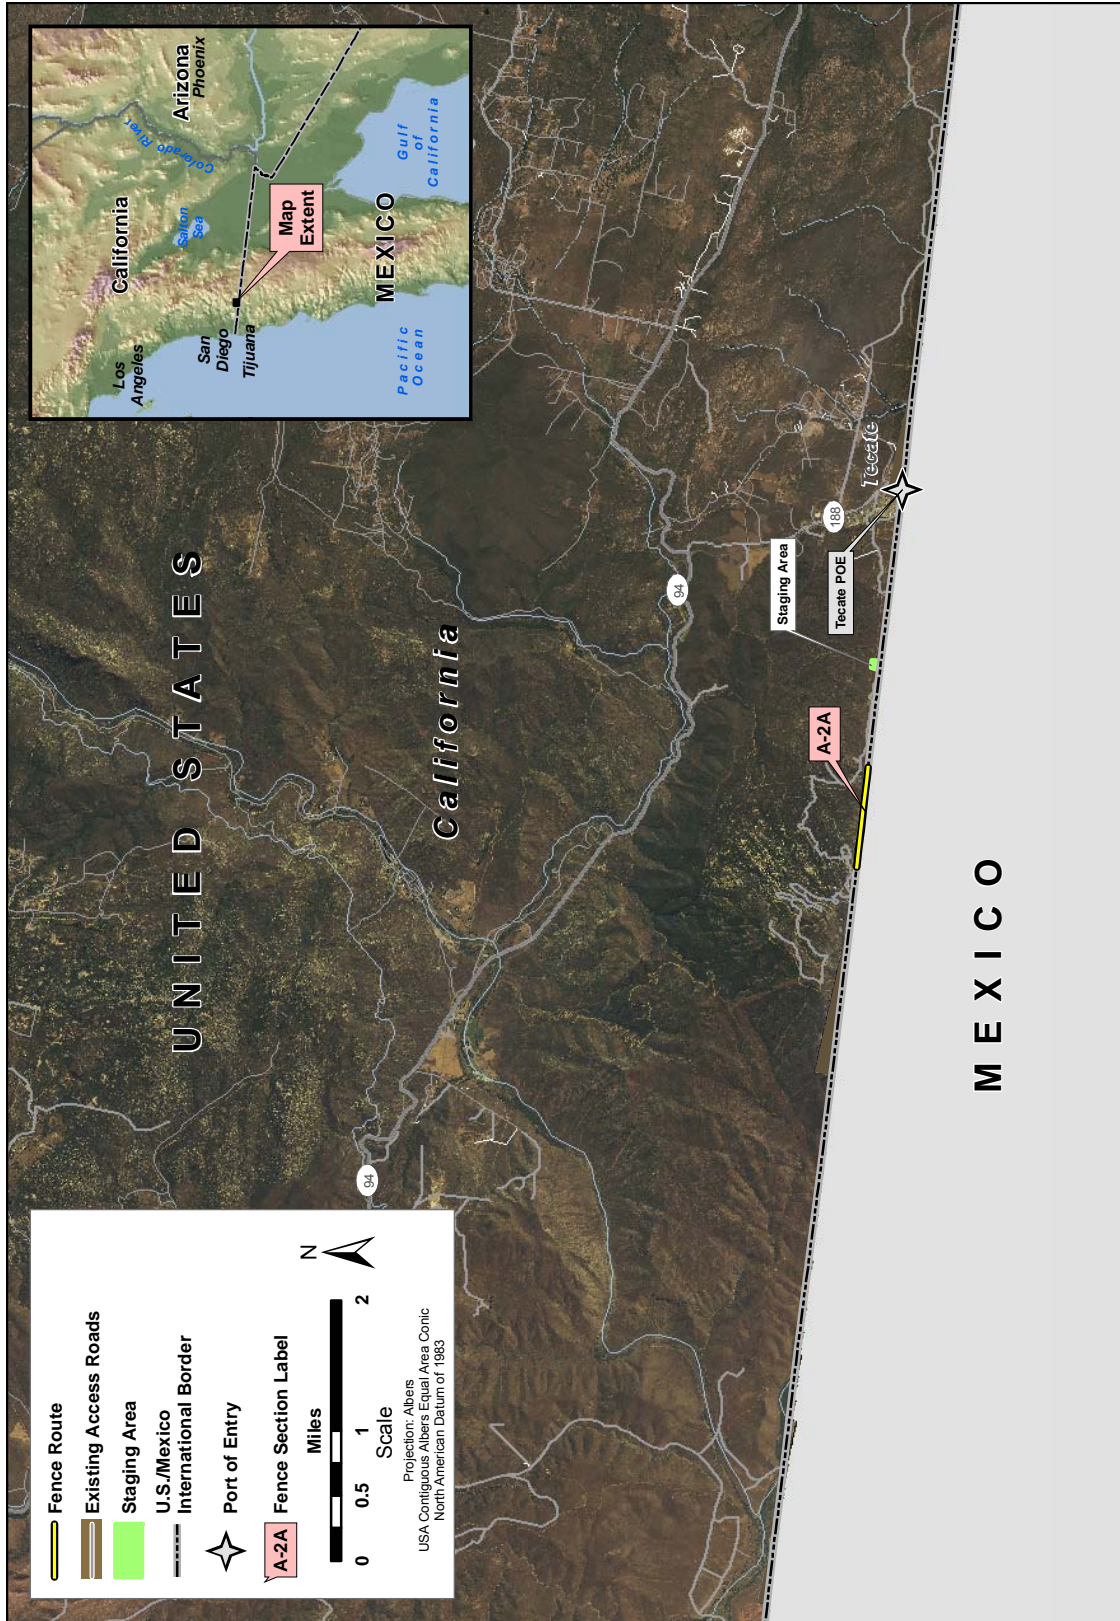 Fence Route
Existing Access Roads
Staging Area
U.S./Mexico
International Border
Port of Entry
A-2A
Fence Section Label
Miles
0
0.5
1
2
Scale
N
Projection: Albers
USA Contiguous Albers Equal Area Conic
North American Datum of 1983
UNITED STATES
California
94
94
188
A-2A
Staging Area
Tecate POE
Tecate
MEXICO
Los
Angeles
California
Arizona
Phoenix
Colorado River
Salton
Sea
San
Diego
Tijuana
Map
Extent
MEXICO
Pacific
Ocean
Gulf
of
California